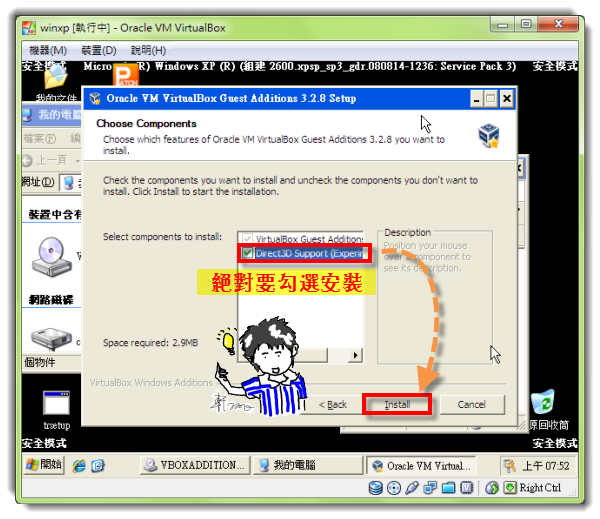 winxp [執行中] - Oracle VM VirtualBox
機器(M) 裝置(D) 說明(H)
安全模式
Microsoft (R) Windows XP (R) (組建 2600.xpsp_sp3_gdr.080814-1236: Service Pack 3) 安全模式
PATCH
我的文件
Oracle VM VirtualBox Guest Additions 3.2.8 Setup
我的電腦
Choose Components
Choose which features of Oracle VM VirtualBox Guest Additions 3.2.8 you want to
install.
檔案(F) 編
上一頁
網址(D) 我
Check the components you want to install and uncheck the components you don't want to
install. Click Install to start the installation.
裝置中含有
Select components to install:
VirtualBox Guest Additions
Direct3D Support (Experim
Description
Position your mouse
over a component to
see its description.
絕對要勾選安裝
網路磁碟
Space required: 2.9MB
個物件
VirtualBox Windows Additions
< Back Install Cancel
trsetup
資源回收筒
安全模式 安全模式
開始 VBOXADDITION... 我的電腦 Oracle VM Virtual... 上午 07:52
Right Ctrl